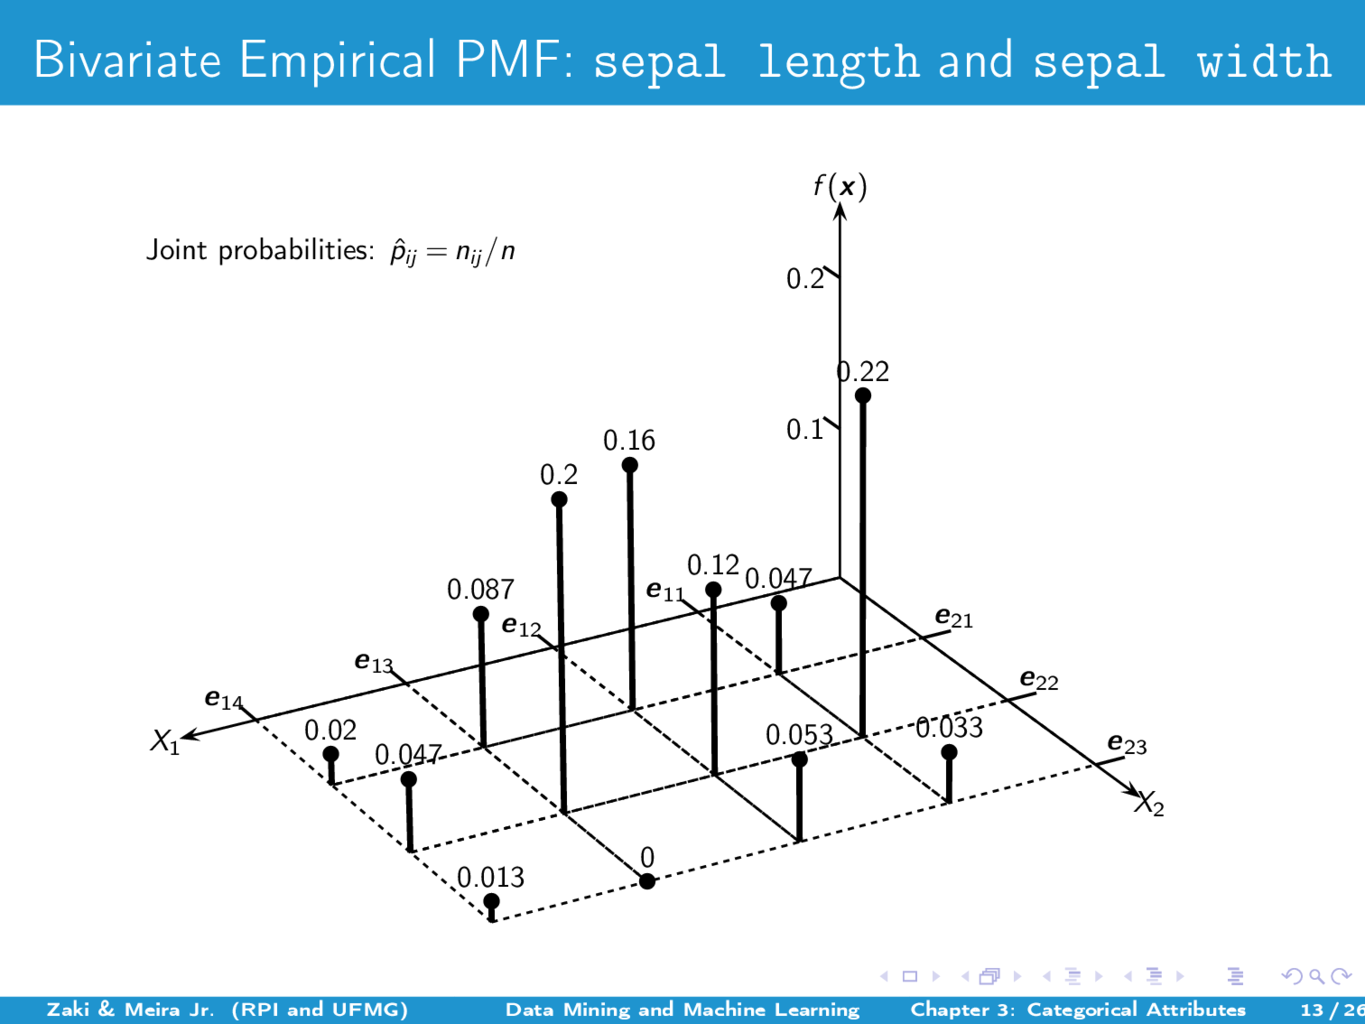 Bivariate Empirical PMF: sepal length and sepal width
f(x)
Joint probabilities: p̂ij = nij/n
0.2
0.22
0.1
0.16
0.2
0.12
0.047
0.087
e11
e12
e21
e13
e22
e14
0.02
0.033
0.053
X1
0.047
e23
X2
0
0.013
Zaki & Meira Jr. (RPI and UFMG) Data Mining and Machine Learning Chapter 3: Categorical Attributes 13 / 26